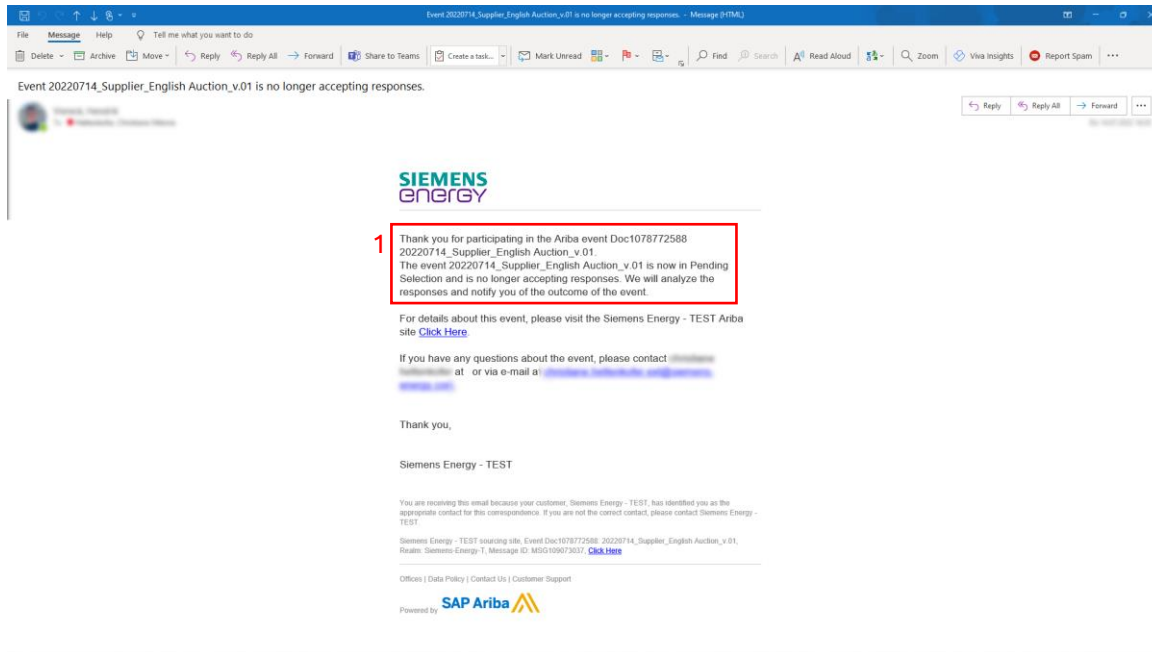 Event 20220714_Supplier_English Auction_v.01 is no longer accepting responses. - Message (HTML)
File Message Help Tell me what you want to do
Delete Archive Move Reply Reply All Forward Share to Teams Create a task... Mark Unread Find Search Read Aloud Zoom Viva Insights Report Spam
Event 20220714_Supplier_English Auction_v.01 is no longer accepting responses.
Reply Reply All Forward
SIEMENS
energy
1
Thank you for participating in the Ariba event Doc1078772588
20220714_Supplier_English Auction_v.01.
The event 20220714_Supplier_English Auction_v.01 is now in Pending
Selection and is no longer accepting responses. We will analyze the
responses and notify you of the outcome of the event.
For details about this event, please visit the Siemens Energy - TEST Ariba
site Click Here.
If you have any questions about the event, please contact
at or via e-mail at
Thank you,
Siemens Energy - TEST
You are receiving this email because your customer, Siemens Energy - TEST, has identified you as the
appropriate contact for this correspondence. If you are not the correct contact, please contact Siemens Energy -
TEST.
Siemens Energy - TEST sourcing site, Event Doc1078772588: 20220714_Supplier_English Auction_v.01,
Realm: Siemens-Energy-T, Message ID: MSG109073037, Click Here
Offices | Data Policy | Contact Us | Customer Support
Powered by SAP Ariba